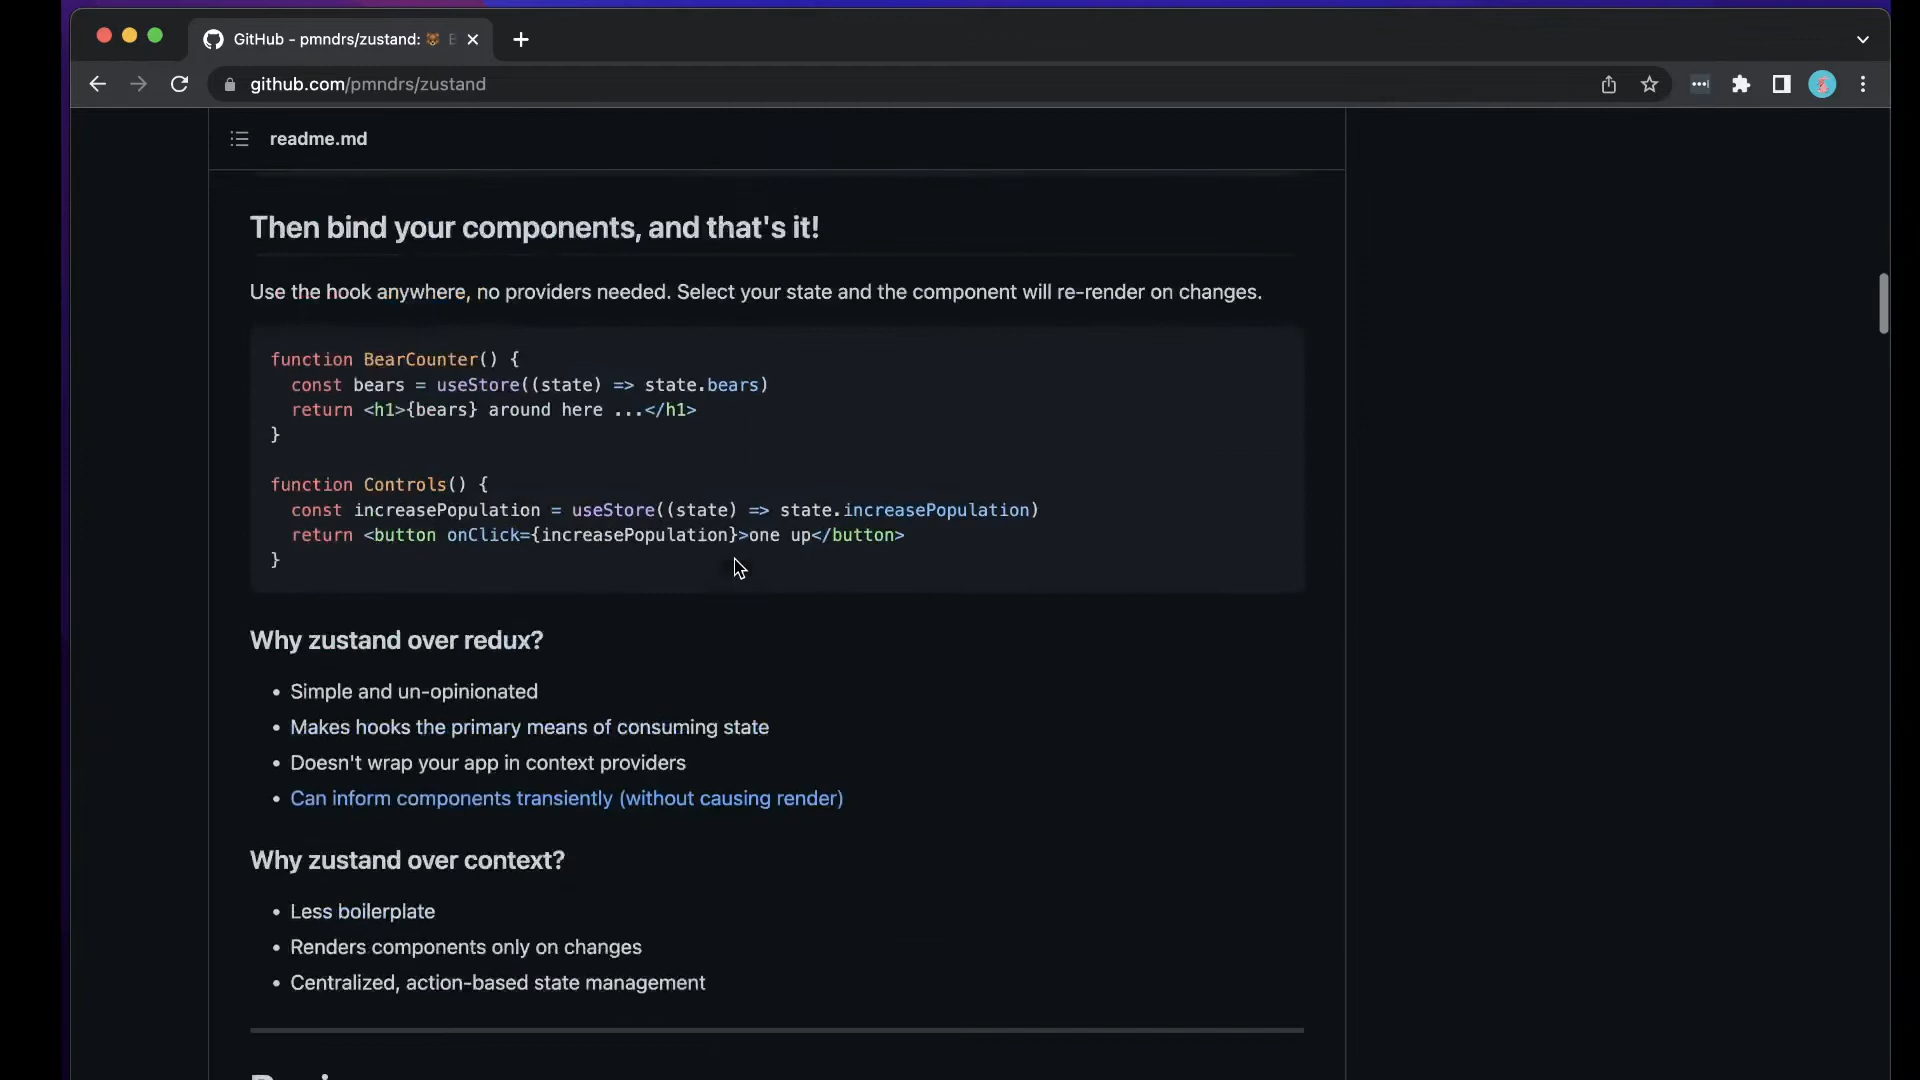 GitHub - pmndrs/zustand: 🐻
github.com/pmndrs/zustand
readme.md
Then bind your components, and that's it!
Use the hook anywhere, no providers needed. Select your state and the component will re-render on changes.
function BearCounter() {
  const bears = useStore((state) => state.bears)
  return <h1>{bears} around here ...</h1>
}
function Controls() {
  const increasePopulation = useStore((state) => state.increasePopulation)
  return <button onClick={increasePopulation}>one up</button>
}
Why zustand over redux?
• Simple and un-opinionated
• Makes hooks the primary means of consuming state
• Doesn't wrap your app in context providers
• Can inform components transiently (without causing render)
Why zustand over context?
• Less boilerplate
• Renders components only on changes
• Centralized, action-based state management